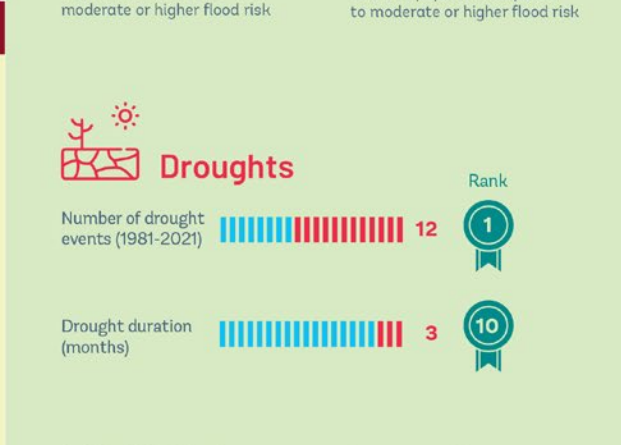 moderate or higher flood risk
to moderate or higher flood risk
Droughts
Rank
Number of drought
events (1981-2021)
12
1
Drought duration
(months)
3
10